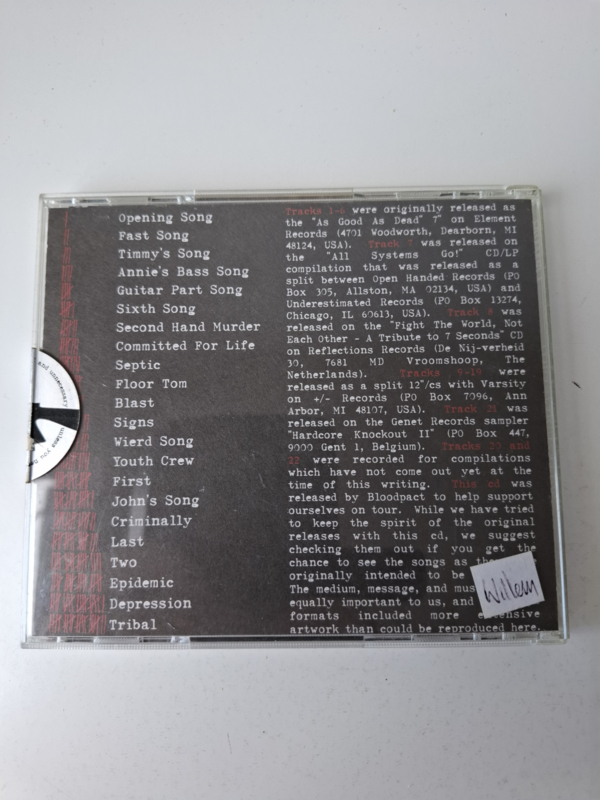 Opening Song
Fast Song
Timmy's Song
Annie's Bass Song
Guitar Part Song
Sixth Song
Second Hand Murder
Committed For Life
Septic
Floor Tom
Blast
Signs
Wierd Song
Youth Crew
First
John's Song
Criminally
Last
Two
Epidemic
Depression
Tribal
Tracks 1-6 were originally released as
the "As Good As Dead" 7" on Element
Records (4701 Woodworth, Dearborn, MI
48124, USA). Track 7 was released on
the "All Systems Go!" CD/LP
compilation that was released as a
split between Open Handed Records (PO
Box 305, Allston, MA 02134, USA) and
Underestimated Records (PO Box 13274,
Chicago, IL 60613, USA). Track 8 was
released on the "Fight The World, Not
Each Other - A Tribute to 7 Seconds" CD
on Reflections Records (De Nij-verheid
30, 7681 MD Vroomshoop, The
Netherlands). Tracks 9-19 were
released as a split 12"/cs with Varsity
on +/- Records (PO Box 7096, Ann
Arbor, MI 48107, USA). Track 21 was
released on the Genet Records sampler
"Hardcore Knockout II" (PO Box 447,
9000 Gent 1, Belgium). Tracks 20 and
22 were recorded for compilations
which have not come out yet at the
time of this writing. This cd was
released by Bloodpact to help support
ourselves on tour. While we have tried
to keep the spirit of the original
releases with this cd, we suggest
checking them out if you get the
chance to see the songs as
originally intended to be
The medium, message, and
equally important to us, and
formats included more
artwork than could be reproduced here.
Willem
and unnecessary